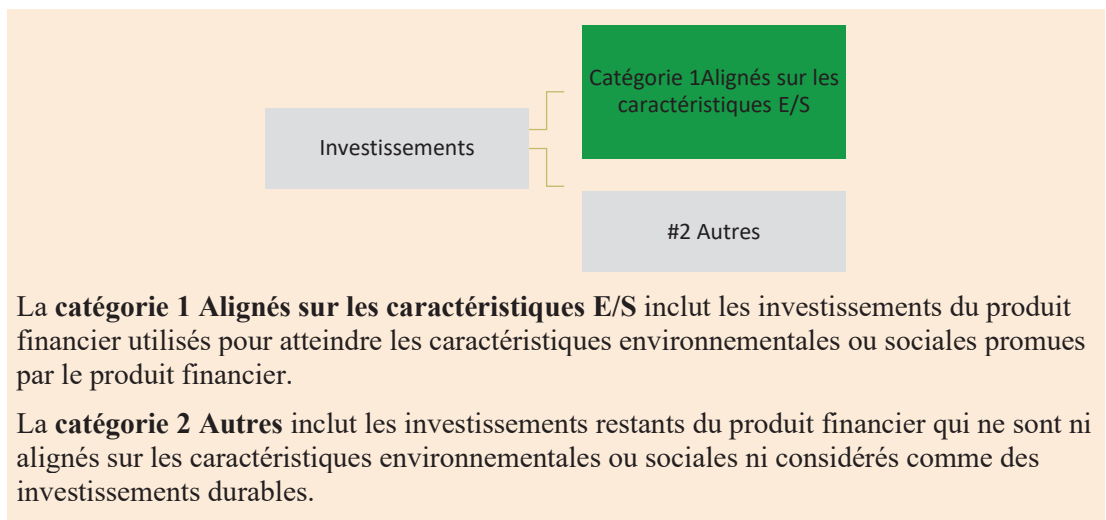 Catégorie 1Alignés sur les
caractéristiques E/S
Investissements
#2 Autres
La catégorie 1 Alignés sur les caractéristiques E/S inclut les investissements du produit
financier utilisés pour atteindre les caractéristiques environnementales ou sociales promues
par le produit financier.
La catégorie 2 Autres inclut les investissements restants du produit financier qui ne sont ni
alignés sur les caractéristiques environnementales ou sociales ni considérés comme des
investissements durables.